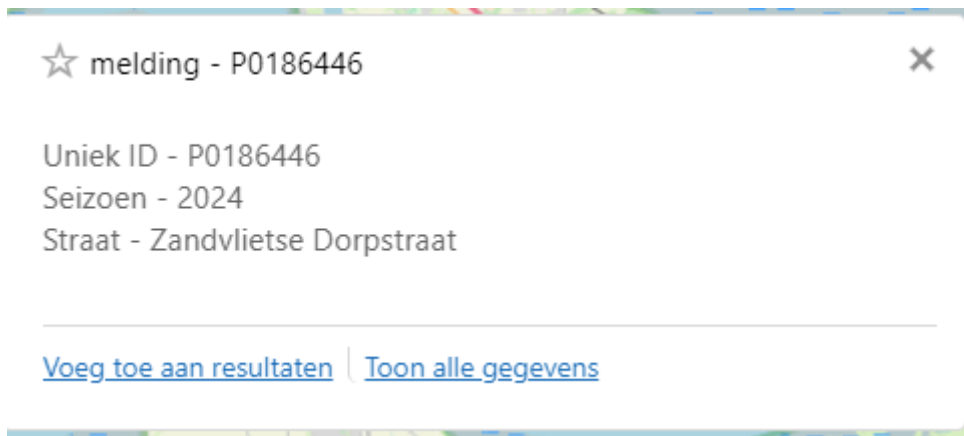 melding - P0186446
Uniek ID - P0186446
Seizoen - 2024
Straat - Zandvlietse Dorpstraat
Voeg toe aan resultaten
Toon alle gegevens